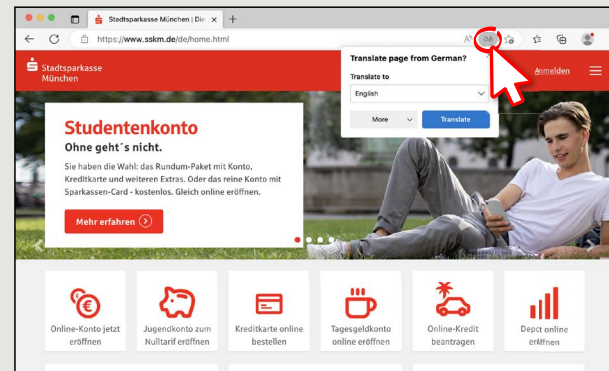 Stadtsparkasse München | Die
https://www.sskm.de/de/home.html
Stadtsparkasse
München
Anmelden
Translate page from German?
Translate to
English
More
Translate
Studentenkonto
Ohne geht´s nicht.
Sie haben die Wahl: das Rundum-Paket mit Konto,
Kreditkarte und weiteren Extras. Oder das reine Konto mit
Sparkassen-Card - kostenlos. Gleich online eröffnen.
Mehr erfahren
Online-Konto jetzt
eröffnen
Jugendkonto zum
Nulltarif eröffnen
Kreditkarte online
bestellen
Tagesgeldkonto
online eröffnen
Online-Kredit
beantragen
Depot online
eröffnen